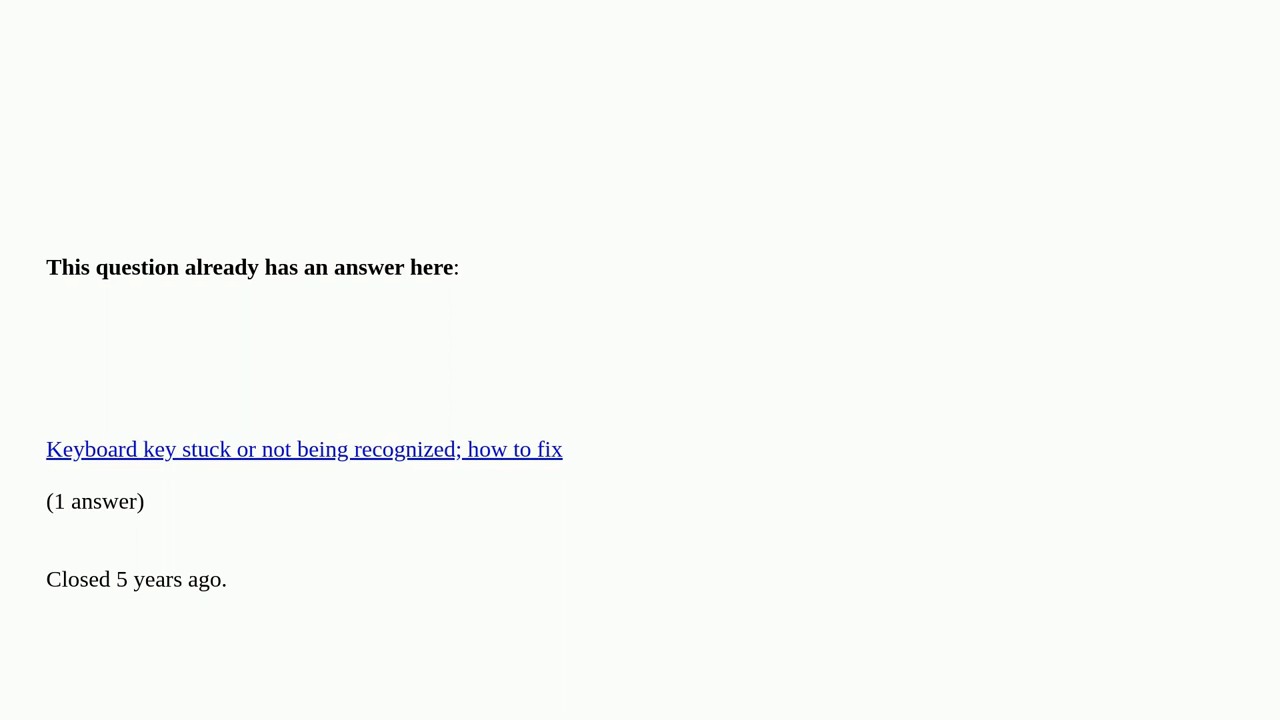 This question already has an answer here:
Keyboard key stuck or not being recognized; how to fix
(1 answer)
Closed 5 years ago.